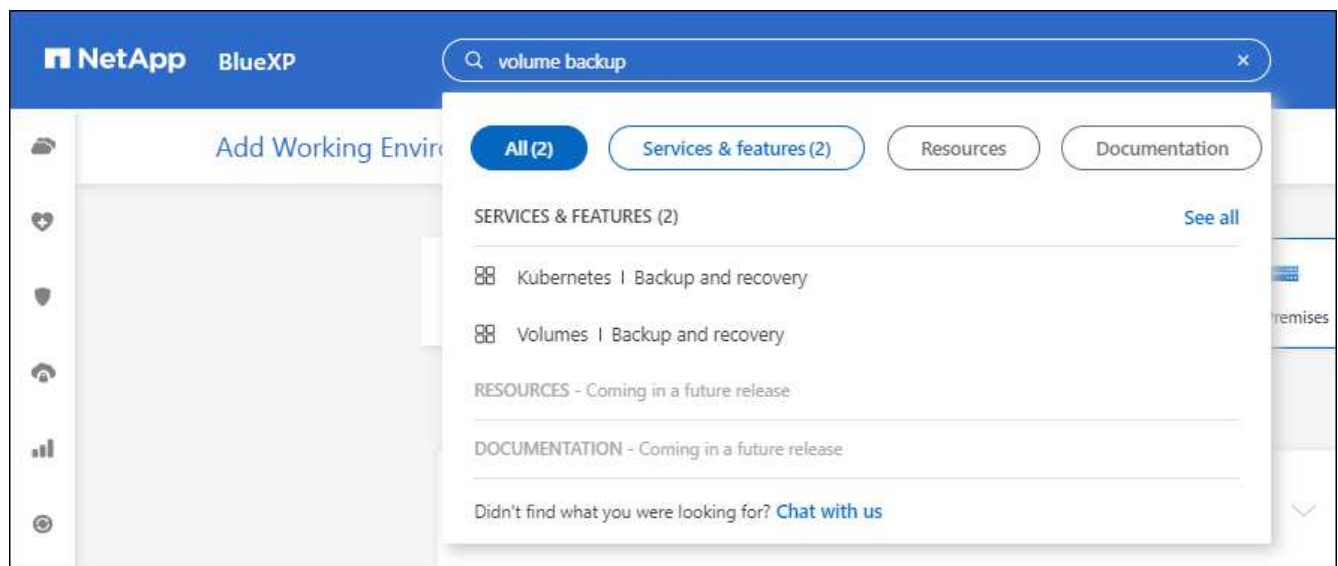 NetApp BlueXP
volume backup
Add Working Enviro
All (2)
Services & features (2)
Resources
Documentation
SERVICES & FEATURES (2)
See all
Kubernetes | Backup and recovery
Volumes | Backup and recovery
remises
RESOURCES - Coming in a future release
DOCUMENTATION - Coming in a future release
Didn't find what you were looking for? Chat with us